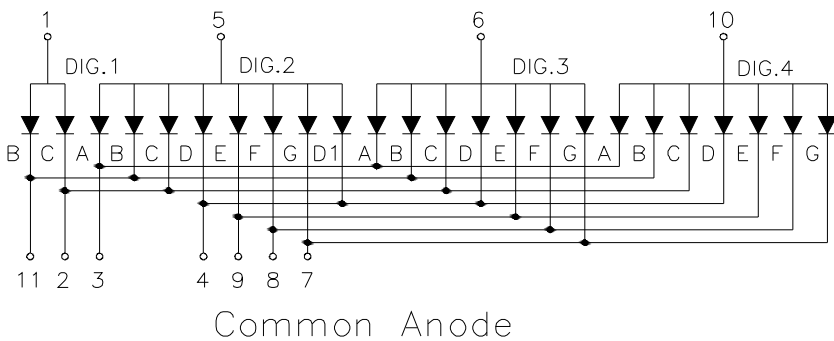 1 5 6 10
DIG.1 DIG.2 DIG.3 DIG.4
B C A B C D E F G D1 A B C D E F G A B C D E F G
11 2 3 4 9 8 7
Common Anode